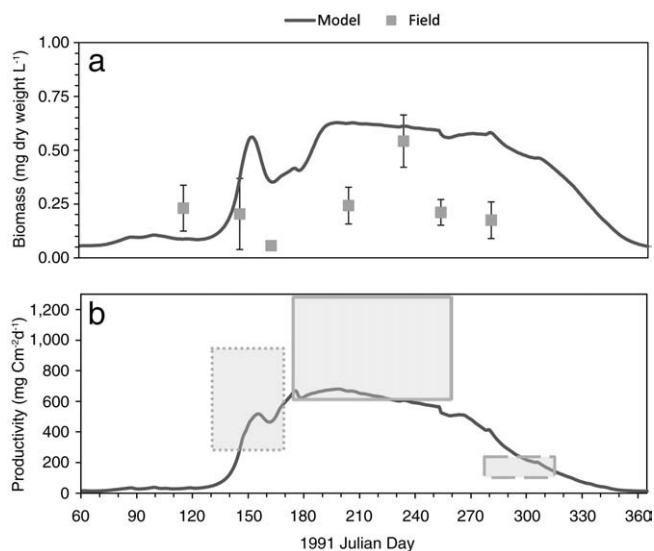 Model Field
a
1.00
0.75
0.50
0.25
0.00
Biomass (mg dry weight L⁻¹)
b
1,200
1,000
800
600
400
200
0
Productivity (mg Cm⁻²d⁻¹)
60 90 120 150 180 210 240 270 300 330 360
1991 Julian Day